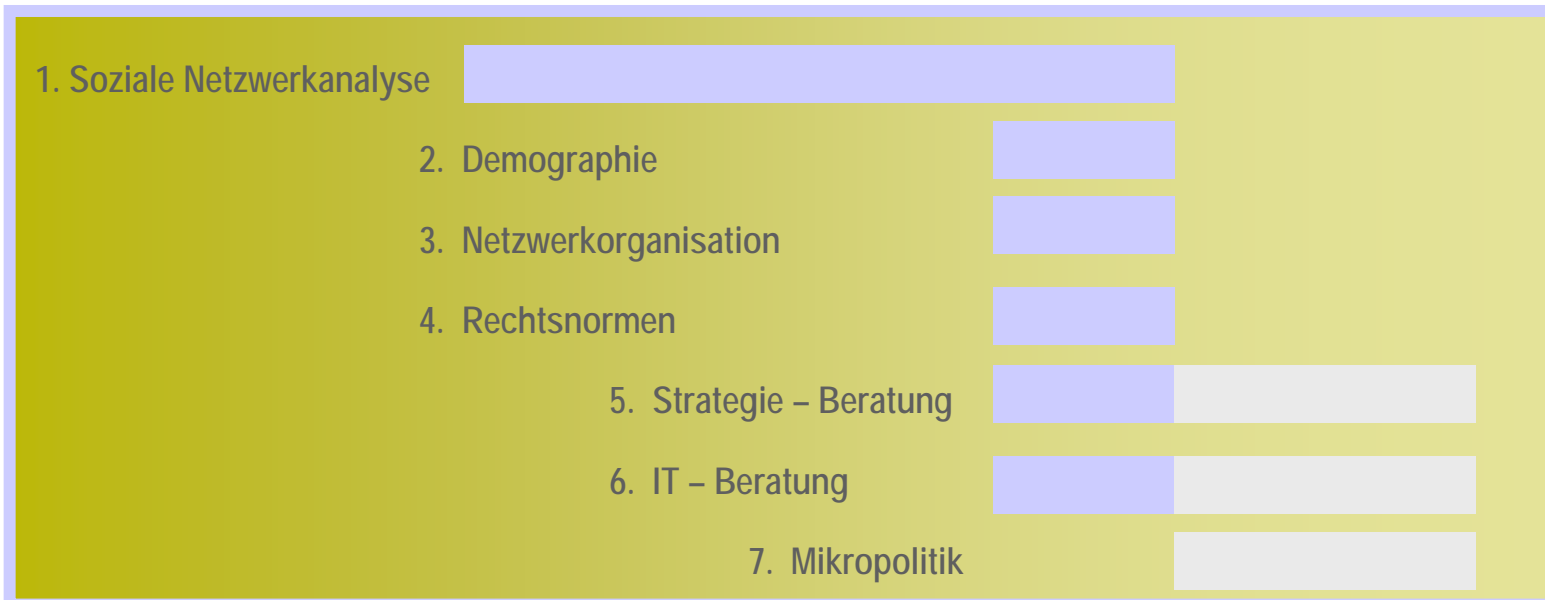 1. Soziale Netzwerkanalyse
2. Demographie
3. Netzwerkorganisation
4. Rechtsnormen
5. Strategie – Beratung
6. IT – Beratung
7. Mikropolitik